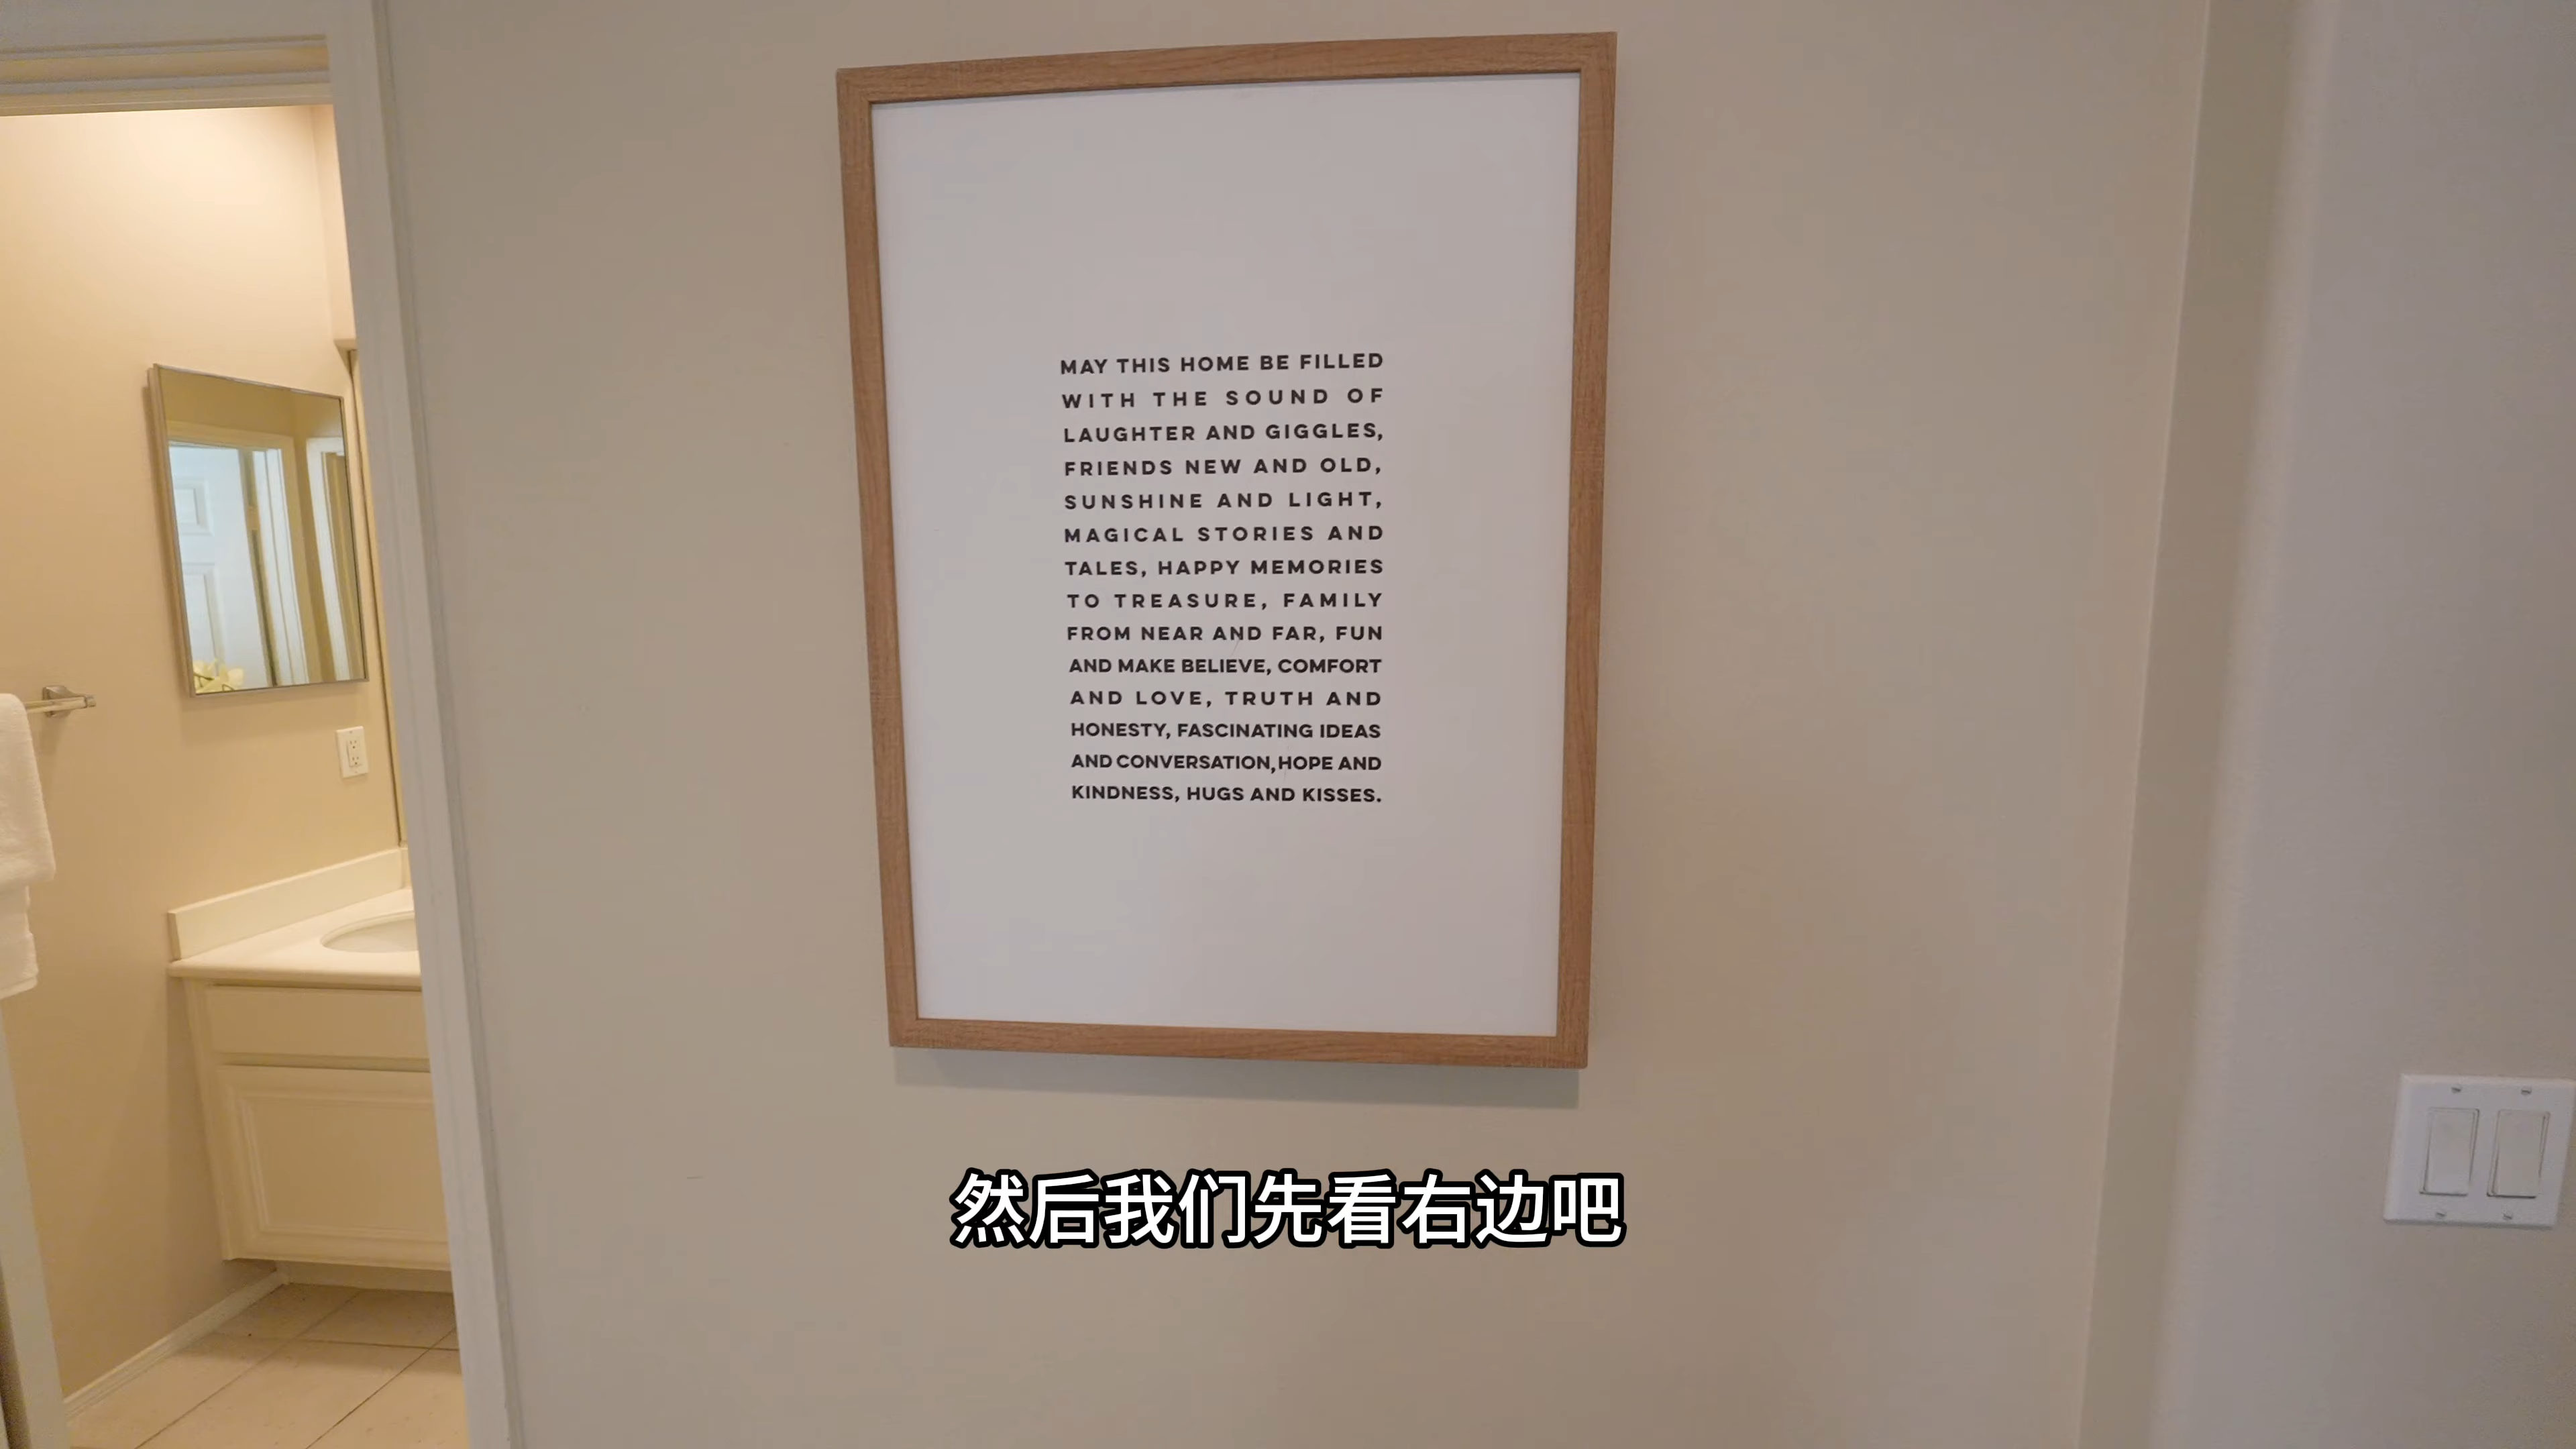 MAY THIS HOME BE FILLED
WITH THE SOUND OF
LAUGHTER AND GIGGLES,
FRIENDS NEW AND OLD,
SUNSHINE AND LIGHT,
MAGICAL STORIES AND
TALES, HAPPY MEMORIES
TO TREASURE, FAMILY
FROM NEAR AND FAR, FUN
AND MAKE BELIEVE, COMFORT
AND LOVE, TRUTH AND
HONESTY, FASCINATING IDEAS
AND CONVERSATION, HOPE AND
KINDNESS, HUGS AND KISSES.
然后我们先看右边吧